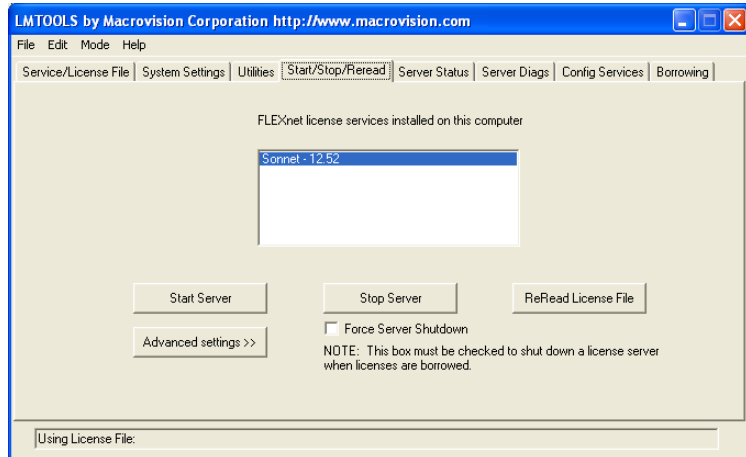 LMTOOLS by Macrovision Corporation http://www.macrovision.com
File Edit Mode Help
Service/License File System Settings Utilities Start/Stop/Reread Server Status Server Diags Config Services Borrowing
FLEXnet license services installed on this computer
Sonnet - 12.52
Start Server Stop Server ReRead License File
Advanced settings >> Force Server Shutdown
NOTE: This box must be checked to shut down a license server
when licenses are borrowed.
Using License File: